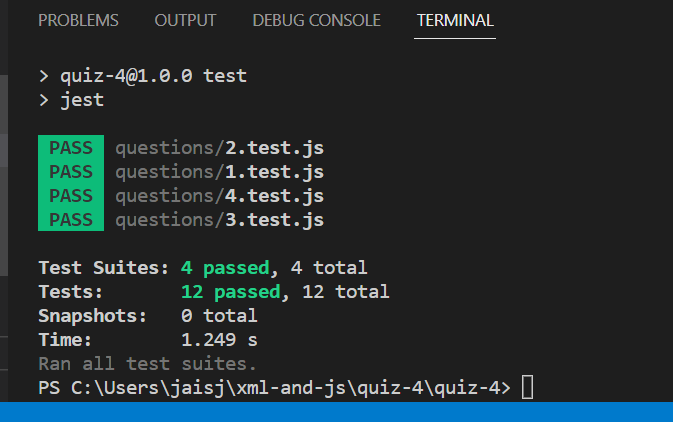 PROBLEMS OUTPUT DEBUG CONSOLE TERMINAL
> quiz-4@1.0.0 test
> jest
PASS questions/2.test.js
PASS questions/1.test.js
PASS questions/4.test.js
PASS questions/3.test.js
Test Suites: 4 passed, 4 total
Tests: 12 passed, 12 total
Snapshots: 0 total
Time: 1.249 s
Ran all test suites.
PS C:\Users\jaisj\xml-and-js\quiz-4\quiz-4>